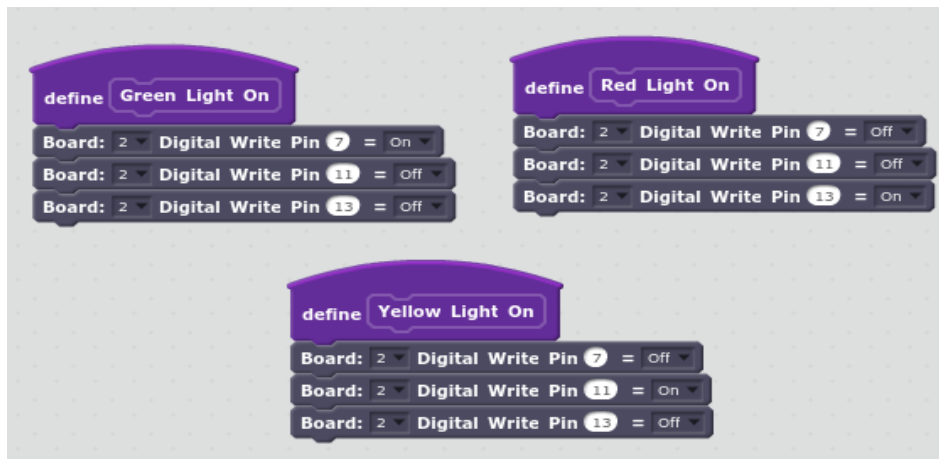 define Green Light On
Board: 2 Digital Write Pin 7 = On
Board: 2 Digital Write Pin 11 = Off
Board: 2 Digital Write Pin 13 = Off
define Red Light On
Board: 2 Digital Write Pin 7 = Off
Board: 2 Digital Write Pin 11 = Off
Board: 2 Digital Write Pin 13 = On
define Yellow Light On
Board: 2 Digital Write Pin 7 = Off
Board: 2 Digital Write Pin 11 = On
Board: 2 Digital Write Pin 13 = Off